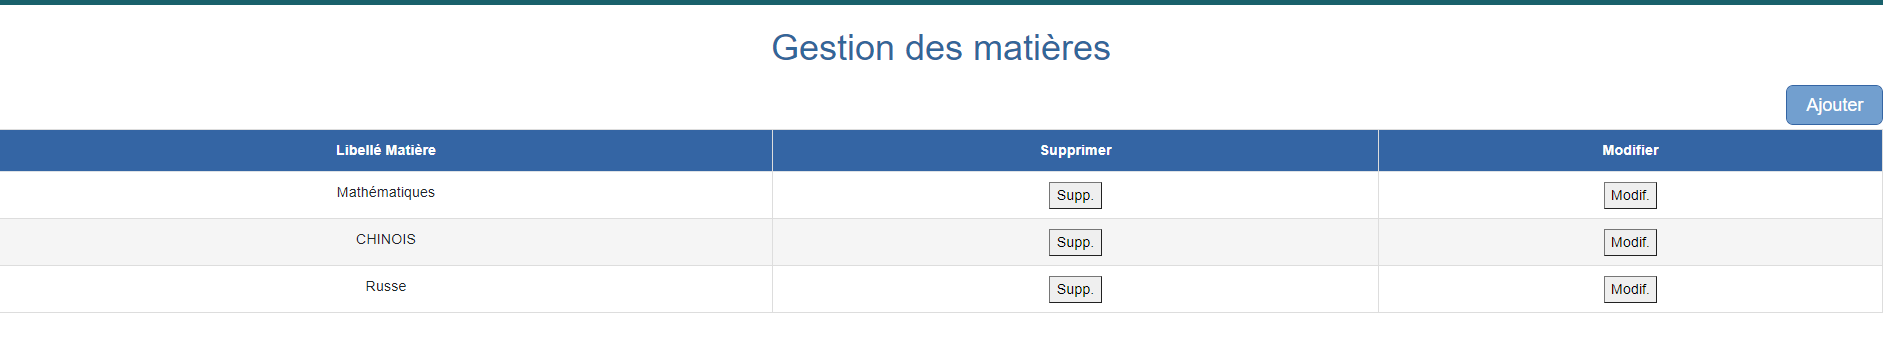 Gestion des matières
Ajouter
Libellé Matière Supprimer Modifier
Mathématiques Supp. Modif.
CHINOIS Supp. Modif.
Russe Supp. Modif.